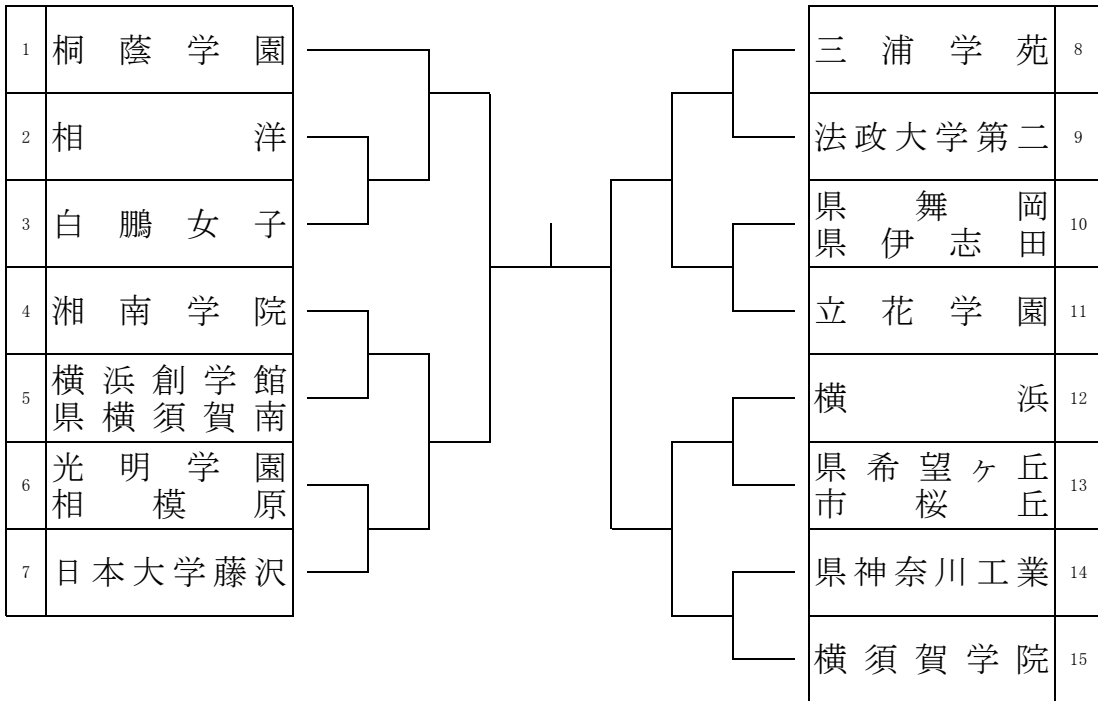 1 桐蔭学園
2 相洋
3 白鵬女子
4 湘南学院
5 横浜創学館
県横須賀南
6 光明学園
相模原
7 日本大学藤沢
三浦学苑 8
法政大学第二 9
県舞岡
県伊志田 10
立花学園 11
横浜 12
県希望ヶ丘
市桜丘 13
県神奈川工業 14
横須賀学院 15